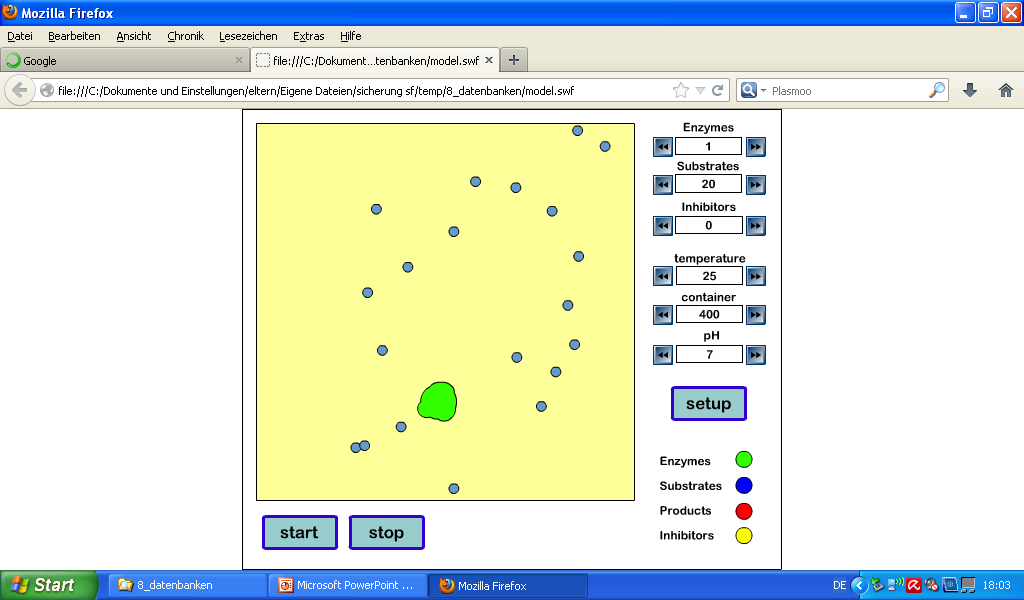 Mozilla Firefox
Datei Bearbeiten Ansicht Chronik Lesezeichen Extras Hilfe
Google file:///C:/Dokument...tenbanken/model.swf
file:///C:/Dokumente und Einstellungen/eltern/Eigene Dateien/sicherung sf/temp/8_datenbanken/model.swf Plasmoo
Enzymes
1
Substrates
20
Inhibitors
0
temperature
25
container
400
pH
7
setup
Enzymes
Substrates
Products
Inhibitors
start stop
Start 8_datenbanken Microsoft PowerPoint ... Mozilla Firefox DE 18:03